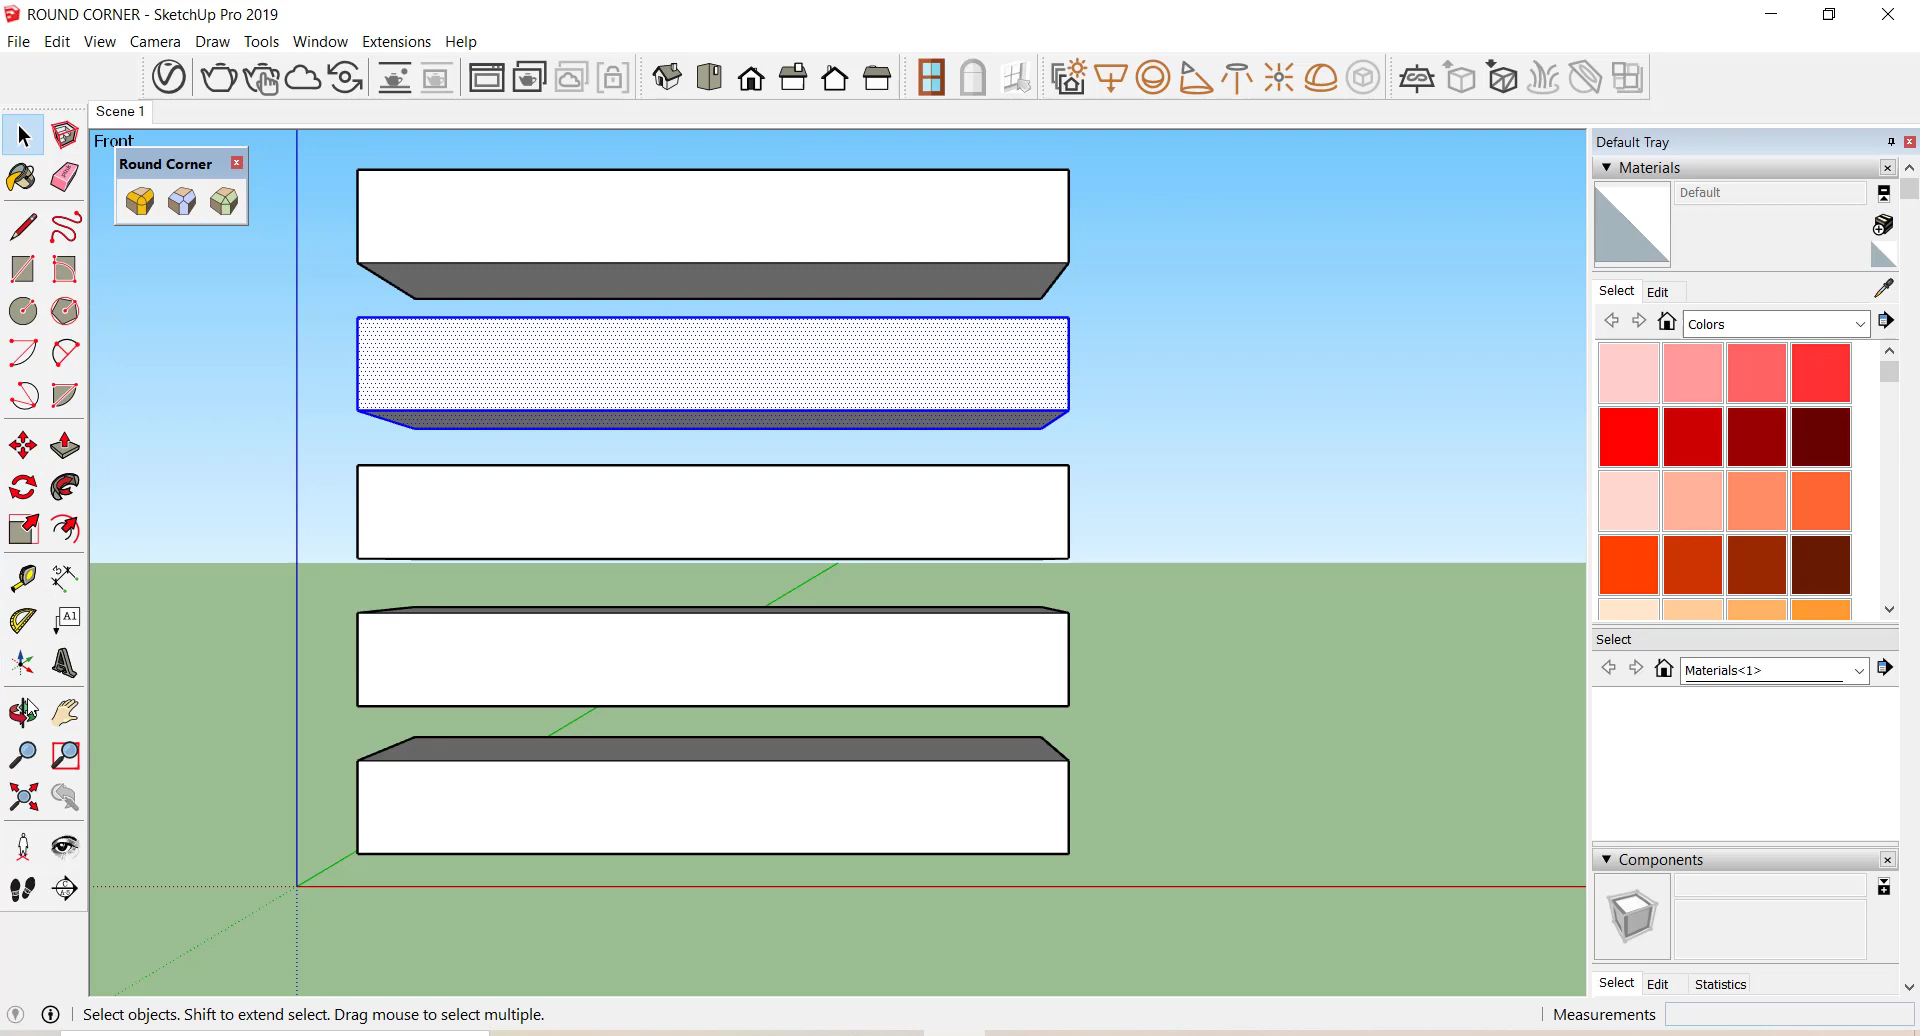 ROUND CORNER - SketchUp Pro 2019
File Edit View Camera Draw Tools Window Extensions Help
Scene 1
Front
Round Corner
Default Tray
Materials
Default
Select Edit
Colors
Select
Materials<1>
Components
Select Edit Statistics
A1
Select objects. Shift to extend select. Drag mouse to select multiple.
Measurements